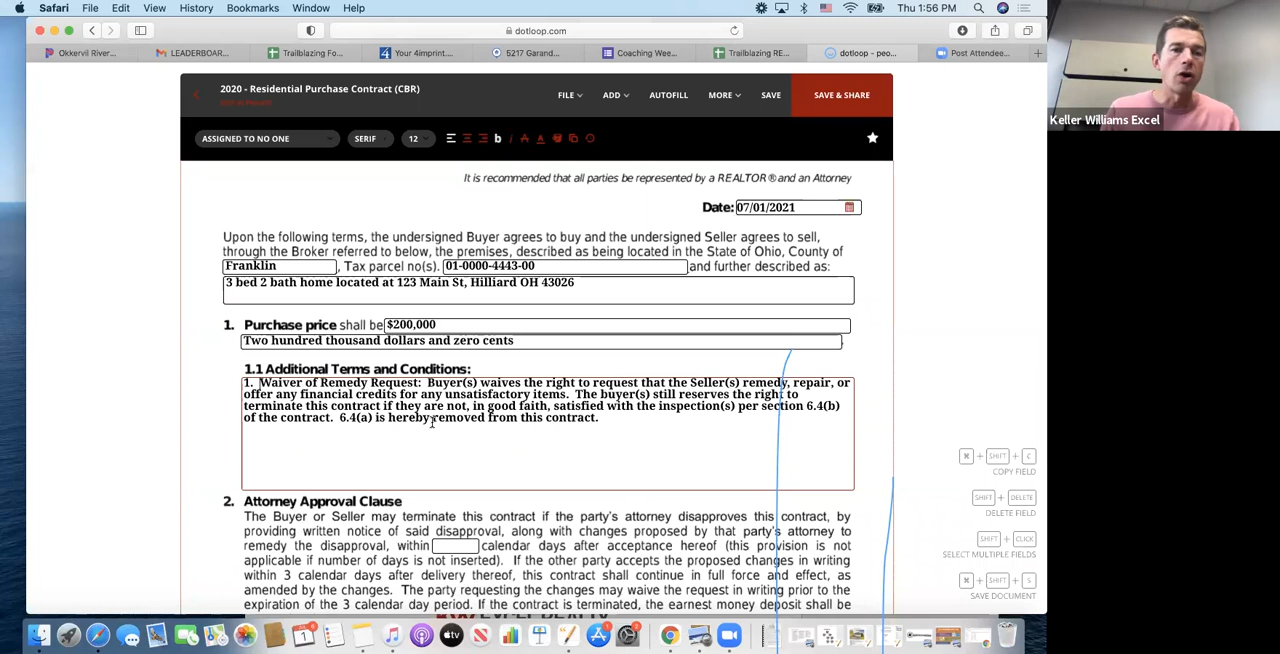 Safari File Edit View History Bookmarks Window Help Thu 1:56 PM
dotloop.com
Okkervil River... LEADERBOAR... Trailblazing Fo... Your 4imprint.... 5217 Garand... Coaching Wee... Trailblazing RE... dotloop - peo... Post Attendee...
2020 - Residential Purchase Contract (CBR)
FILE ADD AUTOFILL MORE SAVE SAVE & SHARE
ASSIGNED TO NO ONE SERIF 12 b i A A
Keller Williams Excel
It is recommended that all parties be represented by a REALTOR® and an Attorney
Date: 07/01/2021
Upon the following terms, the undersigned Buyer agrees to buy and the undersigned Seller agrees to sell,
through the Broker referred to below, the premises, described as being located in the State of Ohio, County of
Franklin , Tax parcel no(s). 01-0000-4443-00 and further described as:
3 bed 2 bath home located at 123 Main St, Hilliard OH 43026
1. Purchase price shall be $200,000
Two hundred thousand dollars and zero cents .
1.1 Additional Terms and Conditions:
1. Waiver of Remedy Request: Buyer(s) waives the right to request that the Seller(s) remedy, repair, or
offer any financial credits for any unsatisfactory items. The buyer(s) still reserves the right to
terminate this contract if they are not, in good faith, satisfied with the inspection(s) per section 6.4(b)
of the contract. 6.4(a) is hereby removed from this contract.
⌘ + SHIFT + C
COPY FIELD
SHIFT + DELETE
DELETE FIELD
SHIFT + CLICK
SELECT MULTIPLE FIELDS
⌘ + SHIFT + S
SAVE DOCUMENT
2. Attorney Approval Clause
The Buyer or Seller may terminate this contract if the party's attorney disapproves this contract, by
providing written notice of said disapproval, along with changes proposed by that party's attorney to
remedy the disapproval, within calendar days after acceptance hereof (this provision is not
applicable if number of days is not inserted). If the other party accepts the proposed changes in writing
within 3 calendar days after delivery thereof, this contract shall continue in full force and effect, as
amended by the changes. The party requesting the changes may waive the request in writing prior to the
expiration of the 3 calendar day period. If the contract is terminated, the earnest money deposit shall be